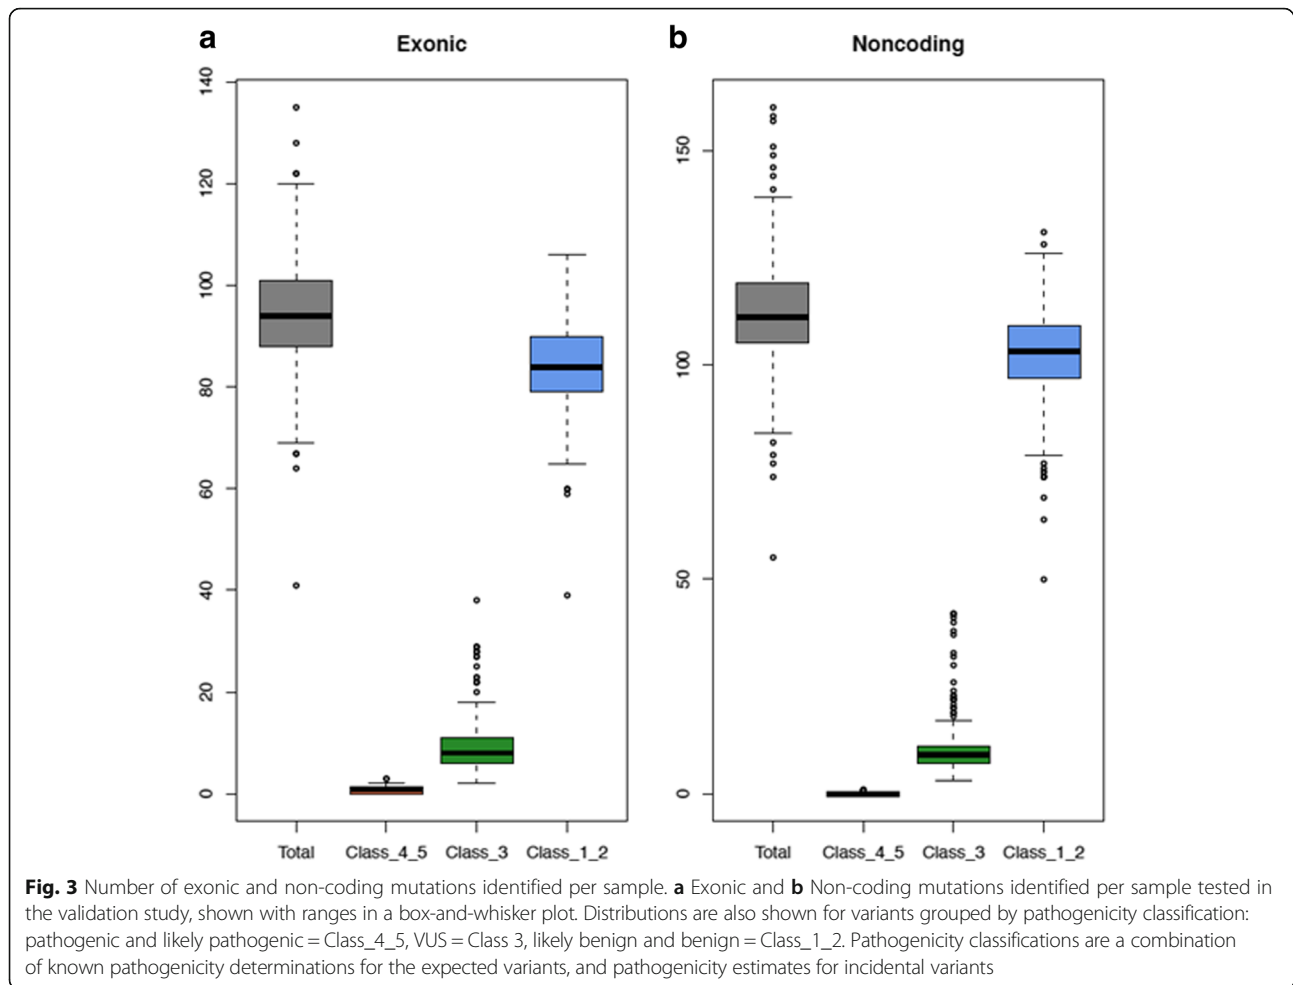 a
Exonic
140
120
100
80
60
40
20
0
Total Class_4_5 Class_3 Class_1_2
b
Noncoding
150
100
50
0
Total Class_4_5 Class_3 Class_1_2
Fig. 3 Number of exonic and non-coding mutations identified per sample. a Exonic and b Non-coding mutations identified per sample tested in
the validation study, shown with ranges in a box-and-whisker plot. Distributions are also shown for variants grouped by pathogenicity classification:
pathogenic and likely pathogenic = Class_4_5, VUS = Class 3, likely benign and benign = Class_1_2. Pathogenicity classifications are a combination
of known pathogenicity determinations for the expected variants, and pathogenicity estimates for incidental variants